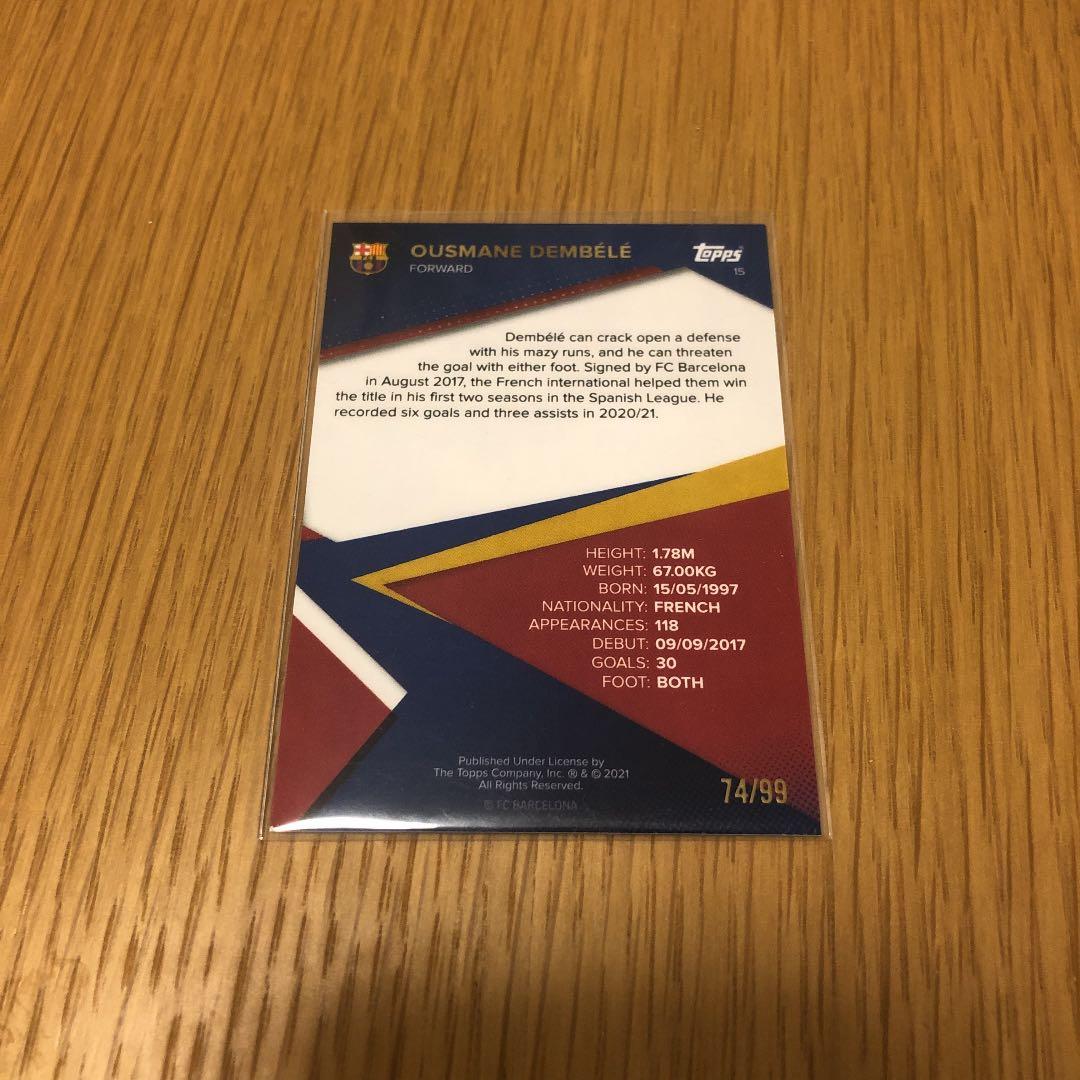 OUSMANE DEMBÉLÉ
FORWARD
Topps
15
Dembélé can crack open a defense
with his mazy runs, and he can threaten
the goal with either foot. Signed by FC Barcelona
in August 2017, the French international helped them win
the title in his first two seasons in the Spanish League. He
recorded six goals and three assists in 2020/21.
HEIGHT: 1.78M
WEIGHT: 67.00KG
BORN: 15/05/1997
NATIONALITY: FRENCH
APPEARANCES: 118
DEBUT: 09/09/2017
GOALS: 30
FOOT: BOTH
Published Under License by
The Topps Company, Inc. ® & © 2021
All Rights Reserved.
© FC BARCELONA
74/99